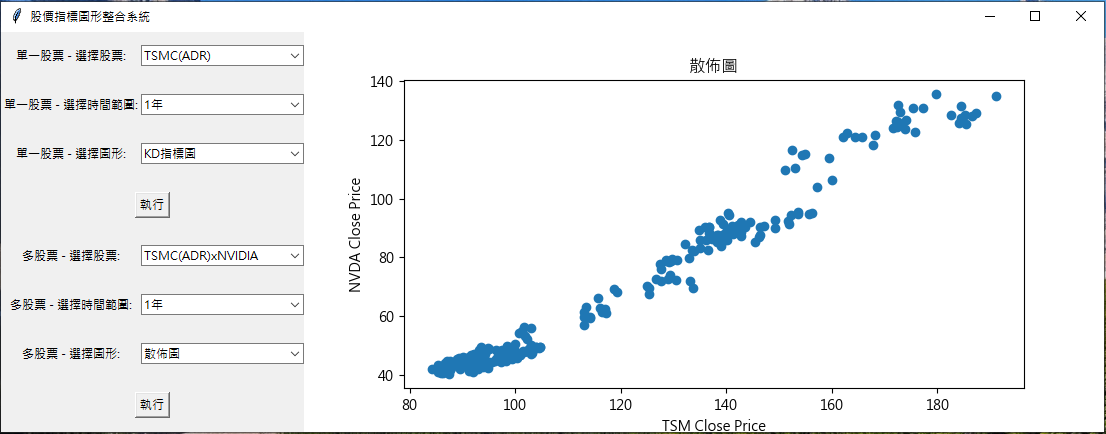 股價指標圖形整合系統
單一股票 - 選擇股票:
TSMC(ADR)
單一股票 - 選擇時間範圍:
1年
單一股票 - 選擇圖形:
KD指標圖
執行
多股票 - 選擇股票:
TSMC(ADR)xNVIDIA
多股票 - 選擇時間範圍:
1年
多股票 - 選擇圖形:
散佈圖
執行
散佈圖
NVDA Close Price
140
120
100
80
60
40
80
100
120
140
160
180
TSM Close Price